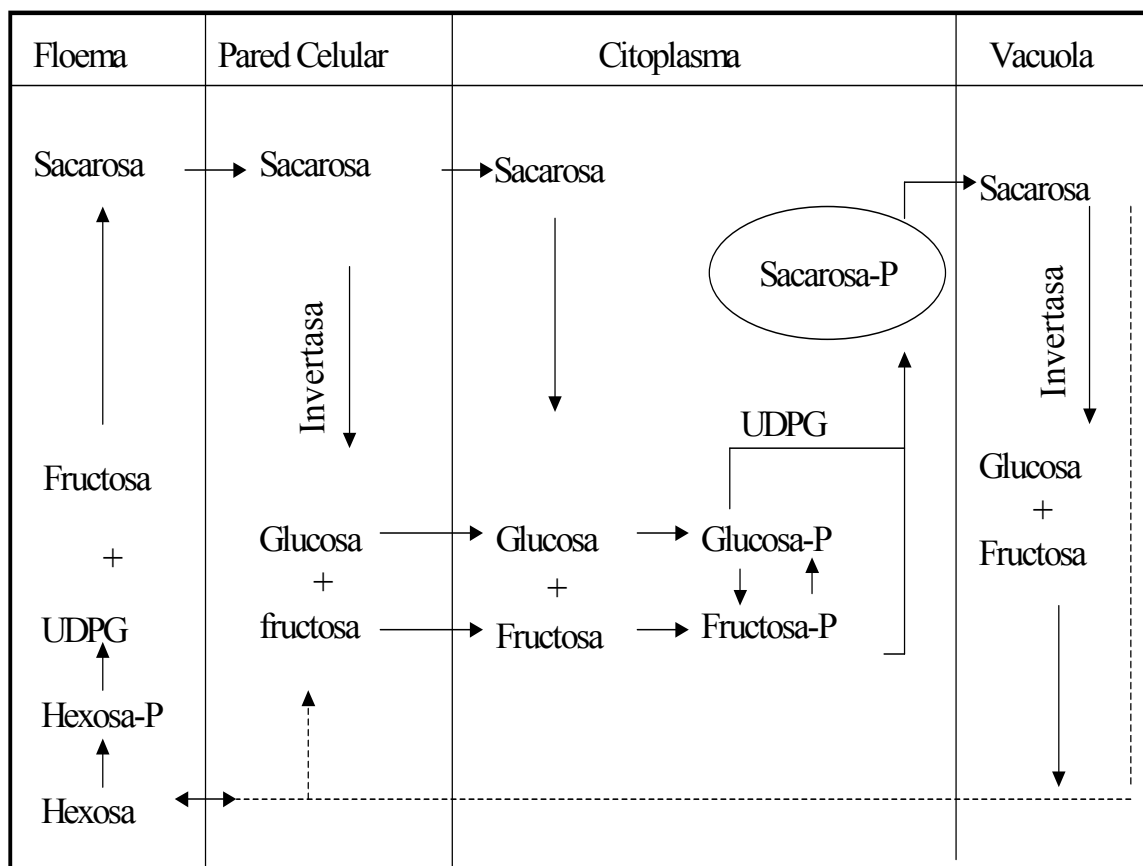 Floema
Pared Celular
Citoplasma
Vacuola
Sacarosa
Sacarosa
Sacarosa
Sacarosa
Sacarosa-P
Invertasa
Invertasa
UDPG
Fructosa
+
UDPG
Hexosa-P
Hexosa
Glucosa
+
fructosa
Glucosa
+
Fructosa
Glucosa-P
Fructosa-P
Glucosa
+
Fructosa